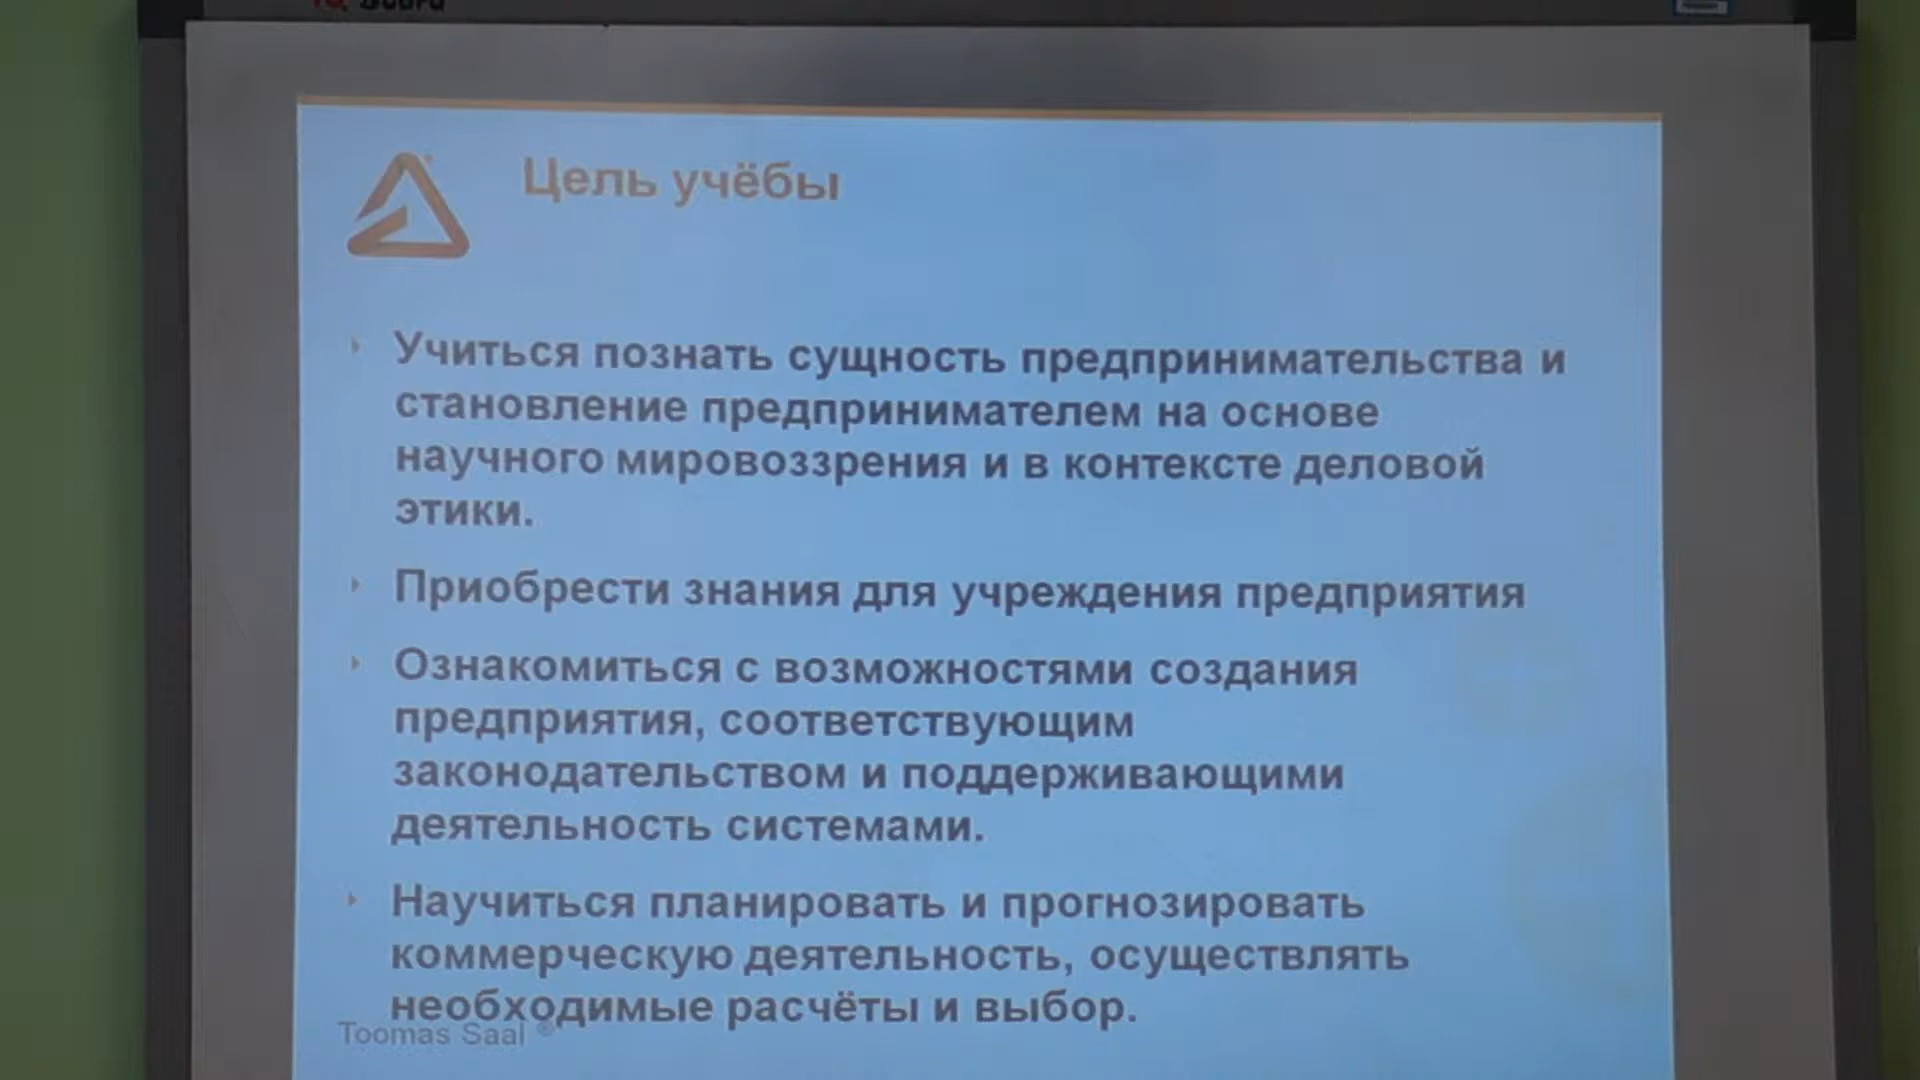 Цель учёбы
Учиться познать сущность предпринимательства и
становление предпринимателем на основе
научного мировоззрения и в контексте деловой
этики.
Приобрести знания для учреждения предприятия
Ознакомиться с возможностями создания
предприятия, соответствующим
законодательством и поддерживающими
деятельность системами.
Научиться планировать и прогнозировать
коммерческую деятельность, осуществлять
необходимые расчёты и выбор.
Toomas Saal ®